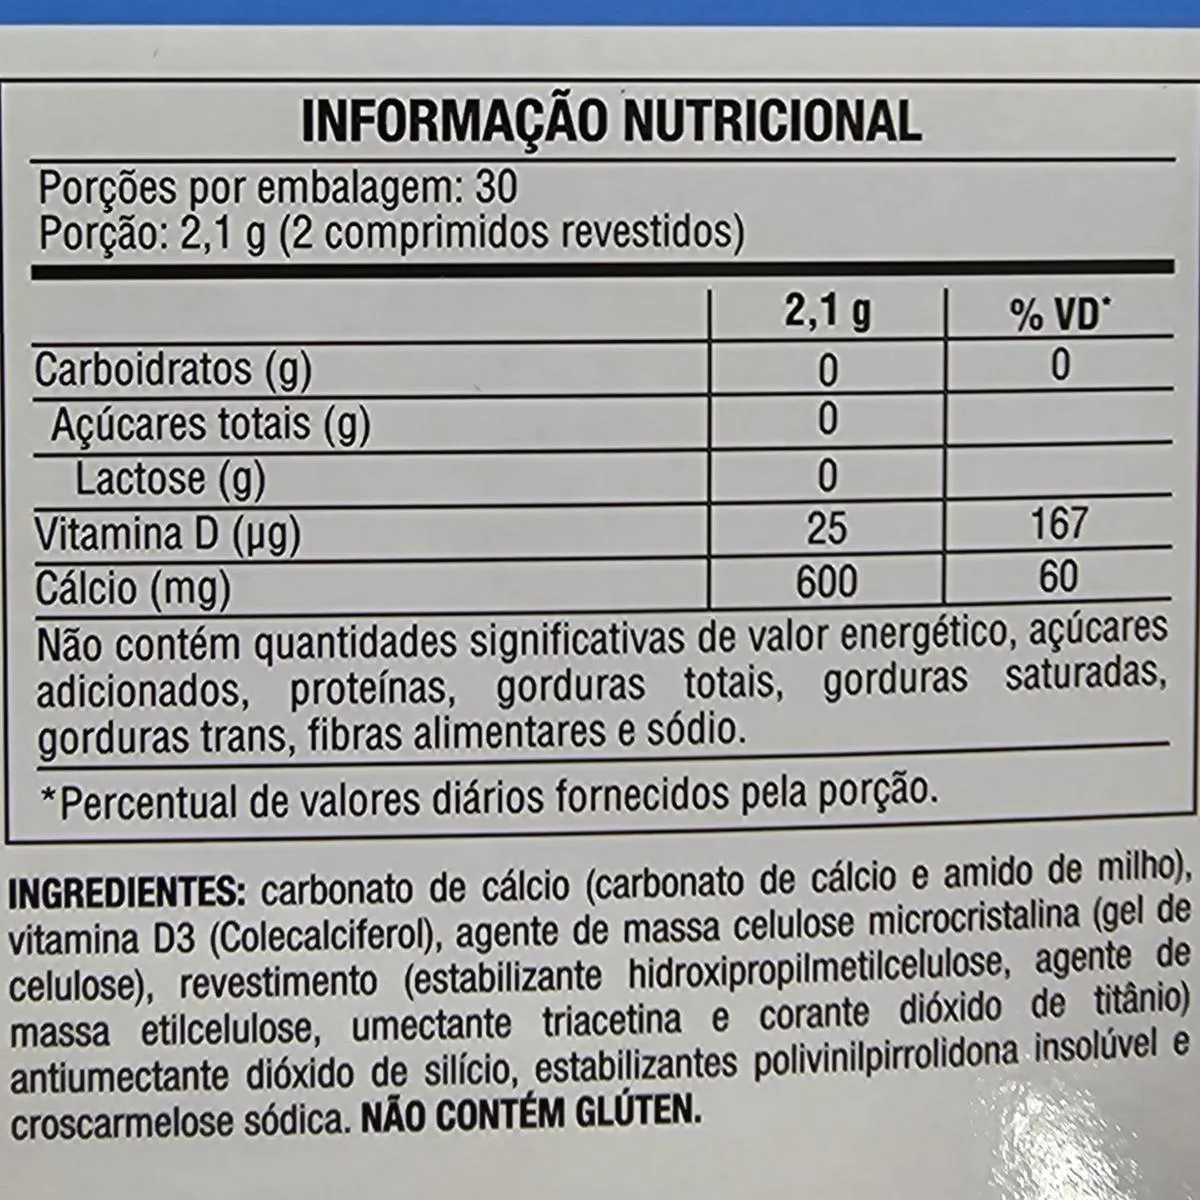 INFORMAÇÃO NUTRICIONAL
Porções por embalagem: 30
Porção: 2,1 g (2 comprimidos revestidos)
2,1 g % VD*
Carboidratos (g) 0 0
Açúcares totais (g) 0
Lactose (g) 0
Vitamina D (µg) 25 167
Cálcio (mg) 600 60
Não contém quantidades significativas de valor energético, açúcares
adicionados, proteínas, gorduras totais, gorduras saturadas,
gorduras trans, fibras alimentares e sódio.
*Percentual de valores diários fornecidos pela porção.
INGREDIENTES: carbonato de cálcio (carbonato de cálcio e amido de milho),
vitamina D3 (Colecalciferol), agente de massa celulose microcristalina (gel de
celulose), revestimento (estabilizante hidroxipropilmetilcelulose, agente de
massa etilcelulose, umectante triacetina e corante dióxido de titânio)
antiumectante dióxido de silício, estabilizantes polivinilpirrolidona insolúvel e
croscarmelose sódica. NÃO CONTÉM GLÚTEN.